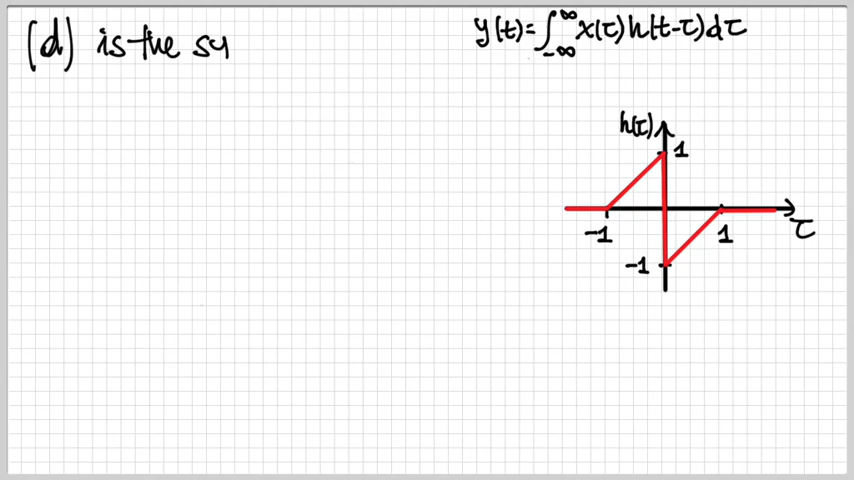 (d) is the sy
y(t)=∫_{-∞}^{∞} x(τ)h(t-τ)dτ
h(τ)
1
-1
1
τ
-1